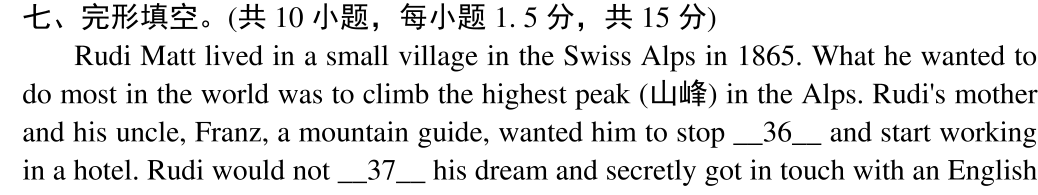 七、完形填空。(共 10 小题，每小题 1. 5 分，共 15 分)
Rudi Matt lived in a small village in the Swiss Alps in 1865. What he wanted to
do most in the world was to climb the highest peak (山峰) in the Alps. Rudi's mother
and his uncle, Franz, a mountain guide, wanted him to stop __36__ and start working
in a hotel. Rudi would not __37__ his dream and secretly got in touch with an English